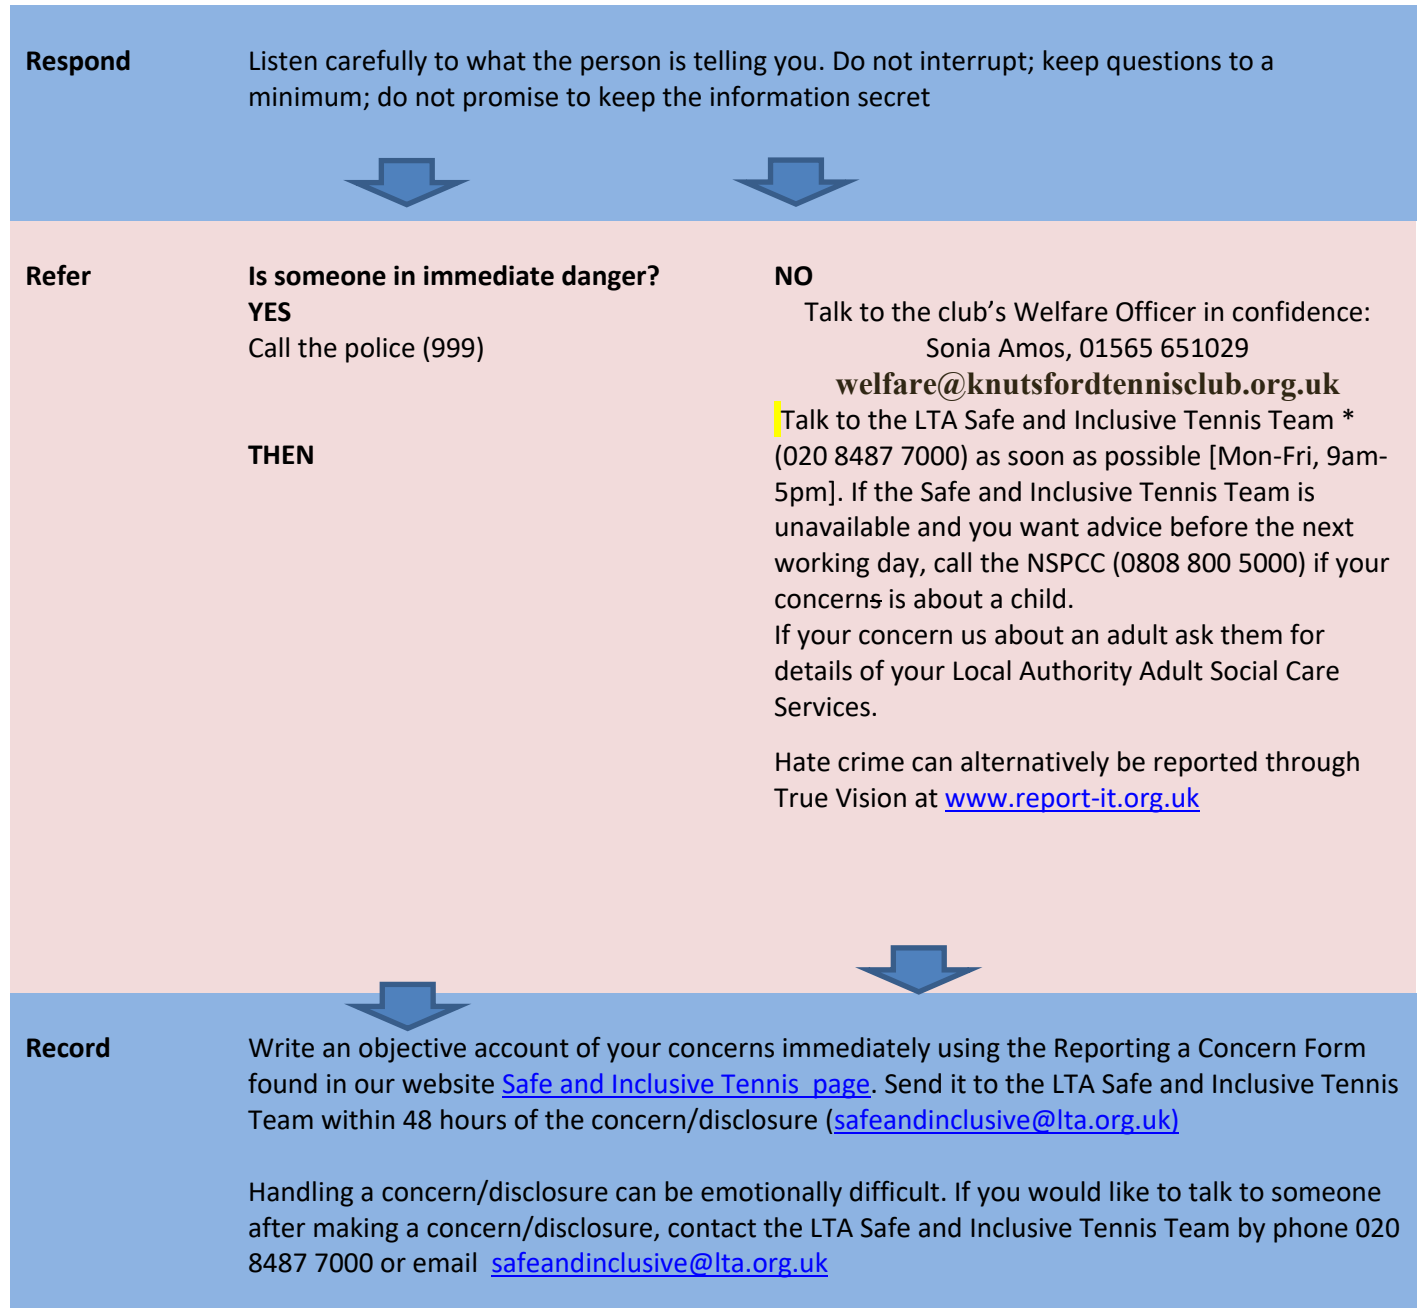 Respond
Listen carefully to what the person is telling you. Do not interrupt; keep questions to a
minimum; do not promise to keep the information secret
Refer
Is someone in immediate danger?
YES
Call the police (999)
THEN
NO
Talk to the club’s Welfare Officer in confidence:
Sonia Amos, 01565 651029
welfare@knutsfordtennisclub.org.uk
Talk to the LTA Safe and Inclusive Tennis Team *
(020 8487 7000) as soon as possible [Mon-Fri, 9am-
5pm]. If the Safe and Inclusive Tennis Team is
unavailable and you want advice before the next
working day, call the NSPCC (0808 800 5000) if your
concerns is about a child.
If your concern us about an adult ask them for
details of your Local Authority Adult Social Care
Services.
Hate crime can alternatively be reported through
True Vision at www.report-it.org.uk
Record
Write an objective account of your concerns immediately using the Reporting a Concern Form
found in our website Safe and Inclusive Tennis  page. Send it to the LTA Safe and Inclusive Tennis
Team within 48 hours of the concern/disclosure (safeandinclusive@lta.org.uk)
Handling a concern/disclosure can be emotionally difficult. If you would like to talk to someone
after making a concern/disclosure, contact the LTA Safe and Inclusive Tennis Team by phone 020
8487 7000 or email  safeandinclusive@lta.org.uk